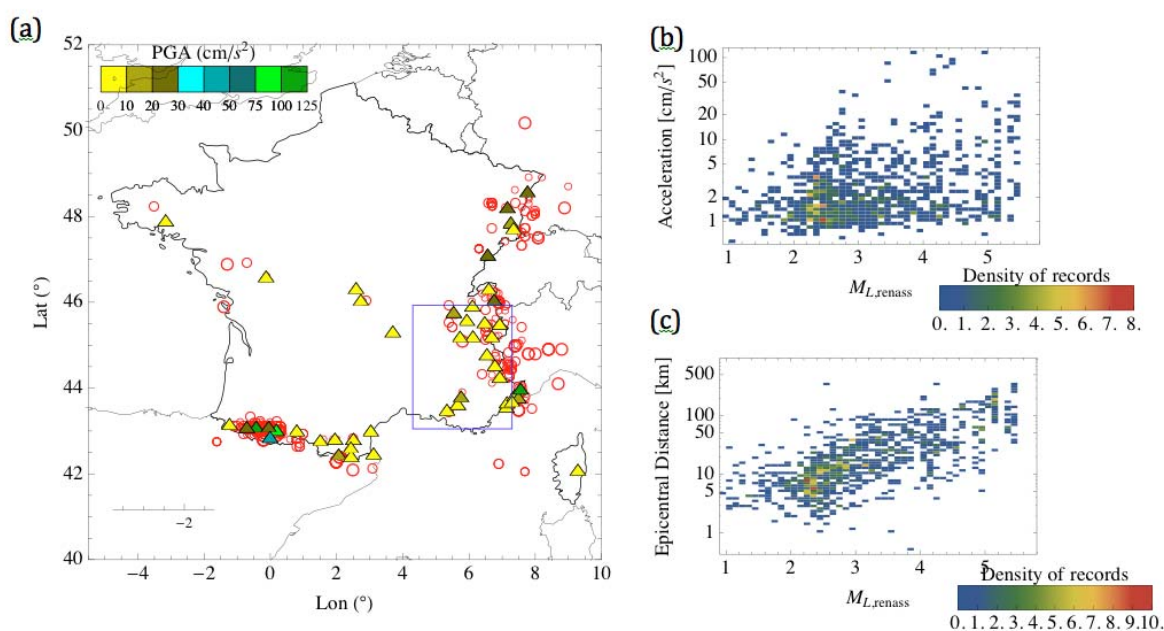 (a)
52
50
48
46
44
42
40
Lat (°)
PGA (cm/s²)
0 10 20 30 40 50 75 100 125
-2
−4 −2 0 2 4 6 8 10
Lon (°)
(b)
100
50
20
10
5
2
1
Acceleration [cm/s²]
1 2 3 4 5
M_L,renass
Density of records
0. 1. 2. 3. 4. 5. 6. 7. 8.
(c)
500
100
50
10
5
1
Epicentral Distance [km]
1 2 3 4 5
M_L,renass
Density of records
0. 1. 2. 3. 4. 5. 6. 7. 8. 9.10.